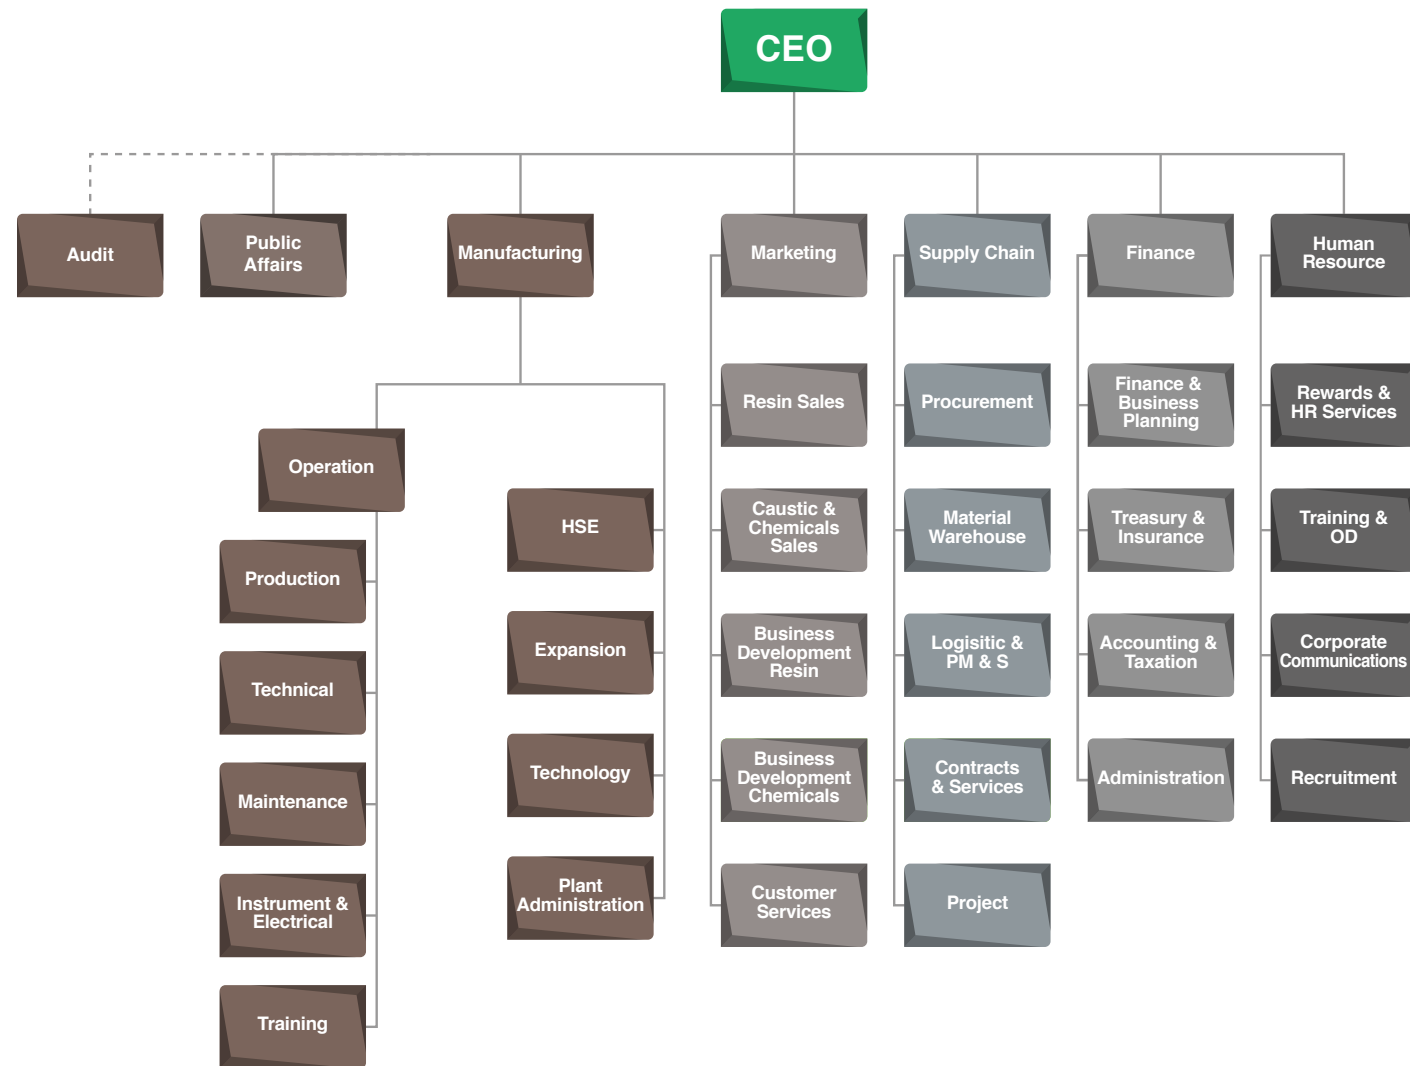 CEO
Audit
Public
Affairs
Manufacturing
Marketing
Supply Chain
Finance
Human
Resource
Operation
Production
Technical
Maintenance
Instrument &
Electrical
Training
HSE
Expansion
Technology
Plant
Administration
Resin Sales
Caustic &
Chemicals
Sales
Business
Development
Resin
Business
Development
Chemicals
Customer
Services
Procurement
Material
Warehouse
Logisitic &
PM & S
Contracts
& Services
Project
Finance &
Business
Planning
Treasury &
Insurance
Accounting &
Taxation
Administration
Rewards &
HR Services
Training &
OD
Corporate
Communications
Recruitment